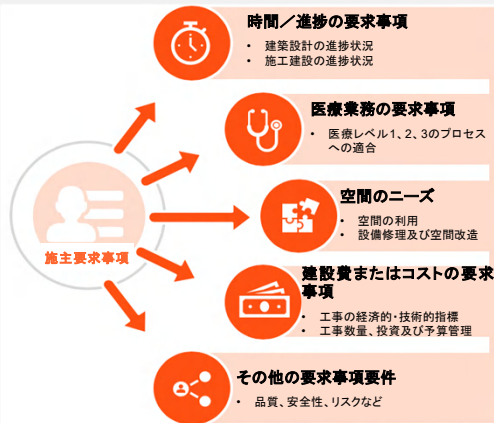 時間／進捗の要求事項
• 建築設計の進捗状況
• 施工建設の進捗状況
医療業務の要求事項
• 医療レベル1、2、3のプロセス
への適合
空間のニーズ
• 空間の利用
• 設備修理及び空間改造
施主要求事項
建設費またはコストの要求
事項
• 工事の経済的・技術的指標
• 工事数量、投資及び予算管理
その他の要求事項要件
• 品質、安全性、リスクなど